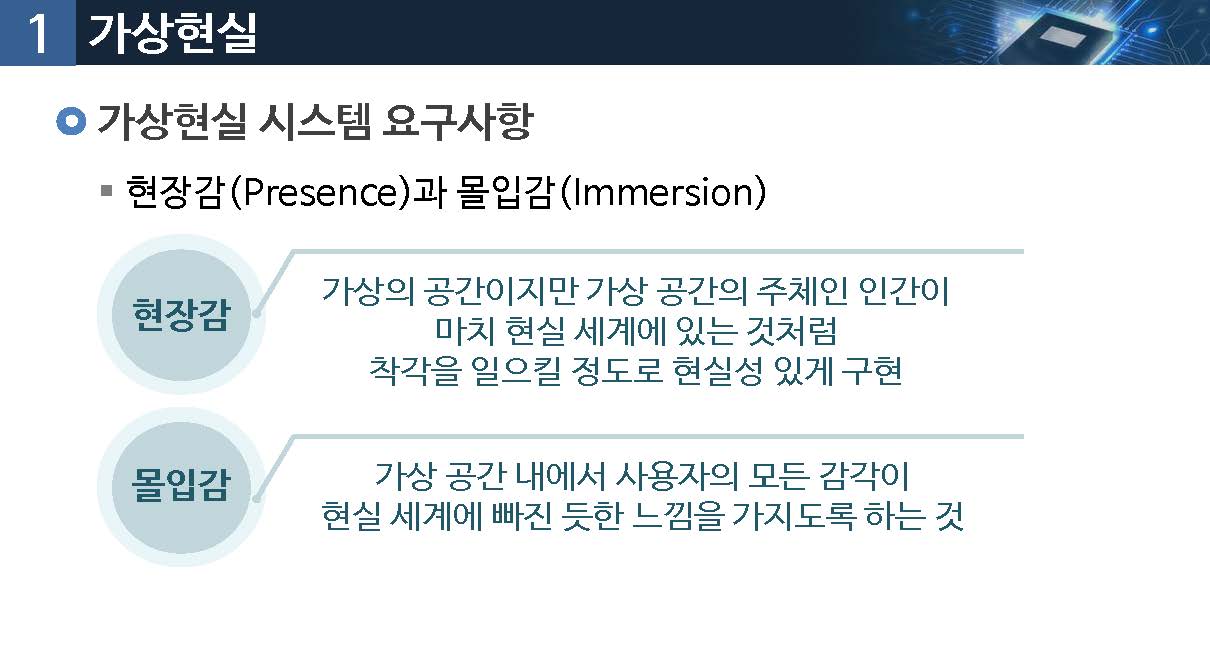 1 가상현실
가상현실 시스템 요구사항
현장감(Presence)과 몰입감(Immersion)
현장감
가상의 공간이지만 가상 공간의 주체인 인간이
마치 현실 세계에 있는 것처럼
착각을 일으킬 정도로 현실성 있게 구현
몰입감
가상 공간 내에서 사용자의 모든 감각이
현실 세계에 빠진 듯한 느낌을 가지도록 하는 것